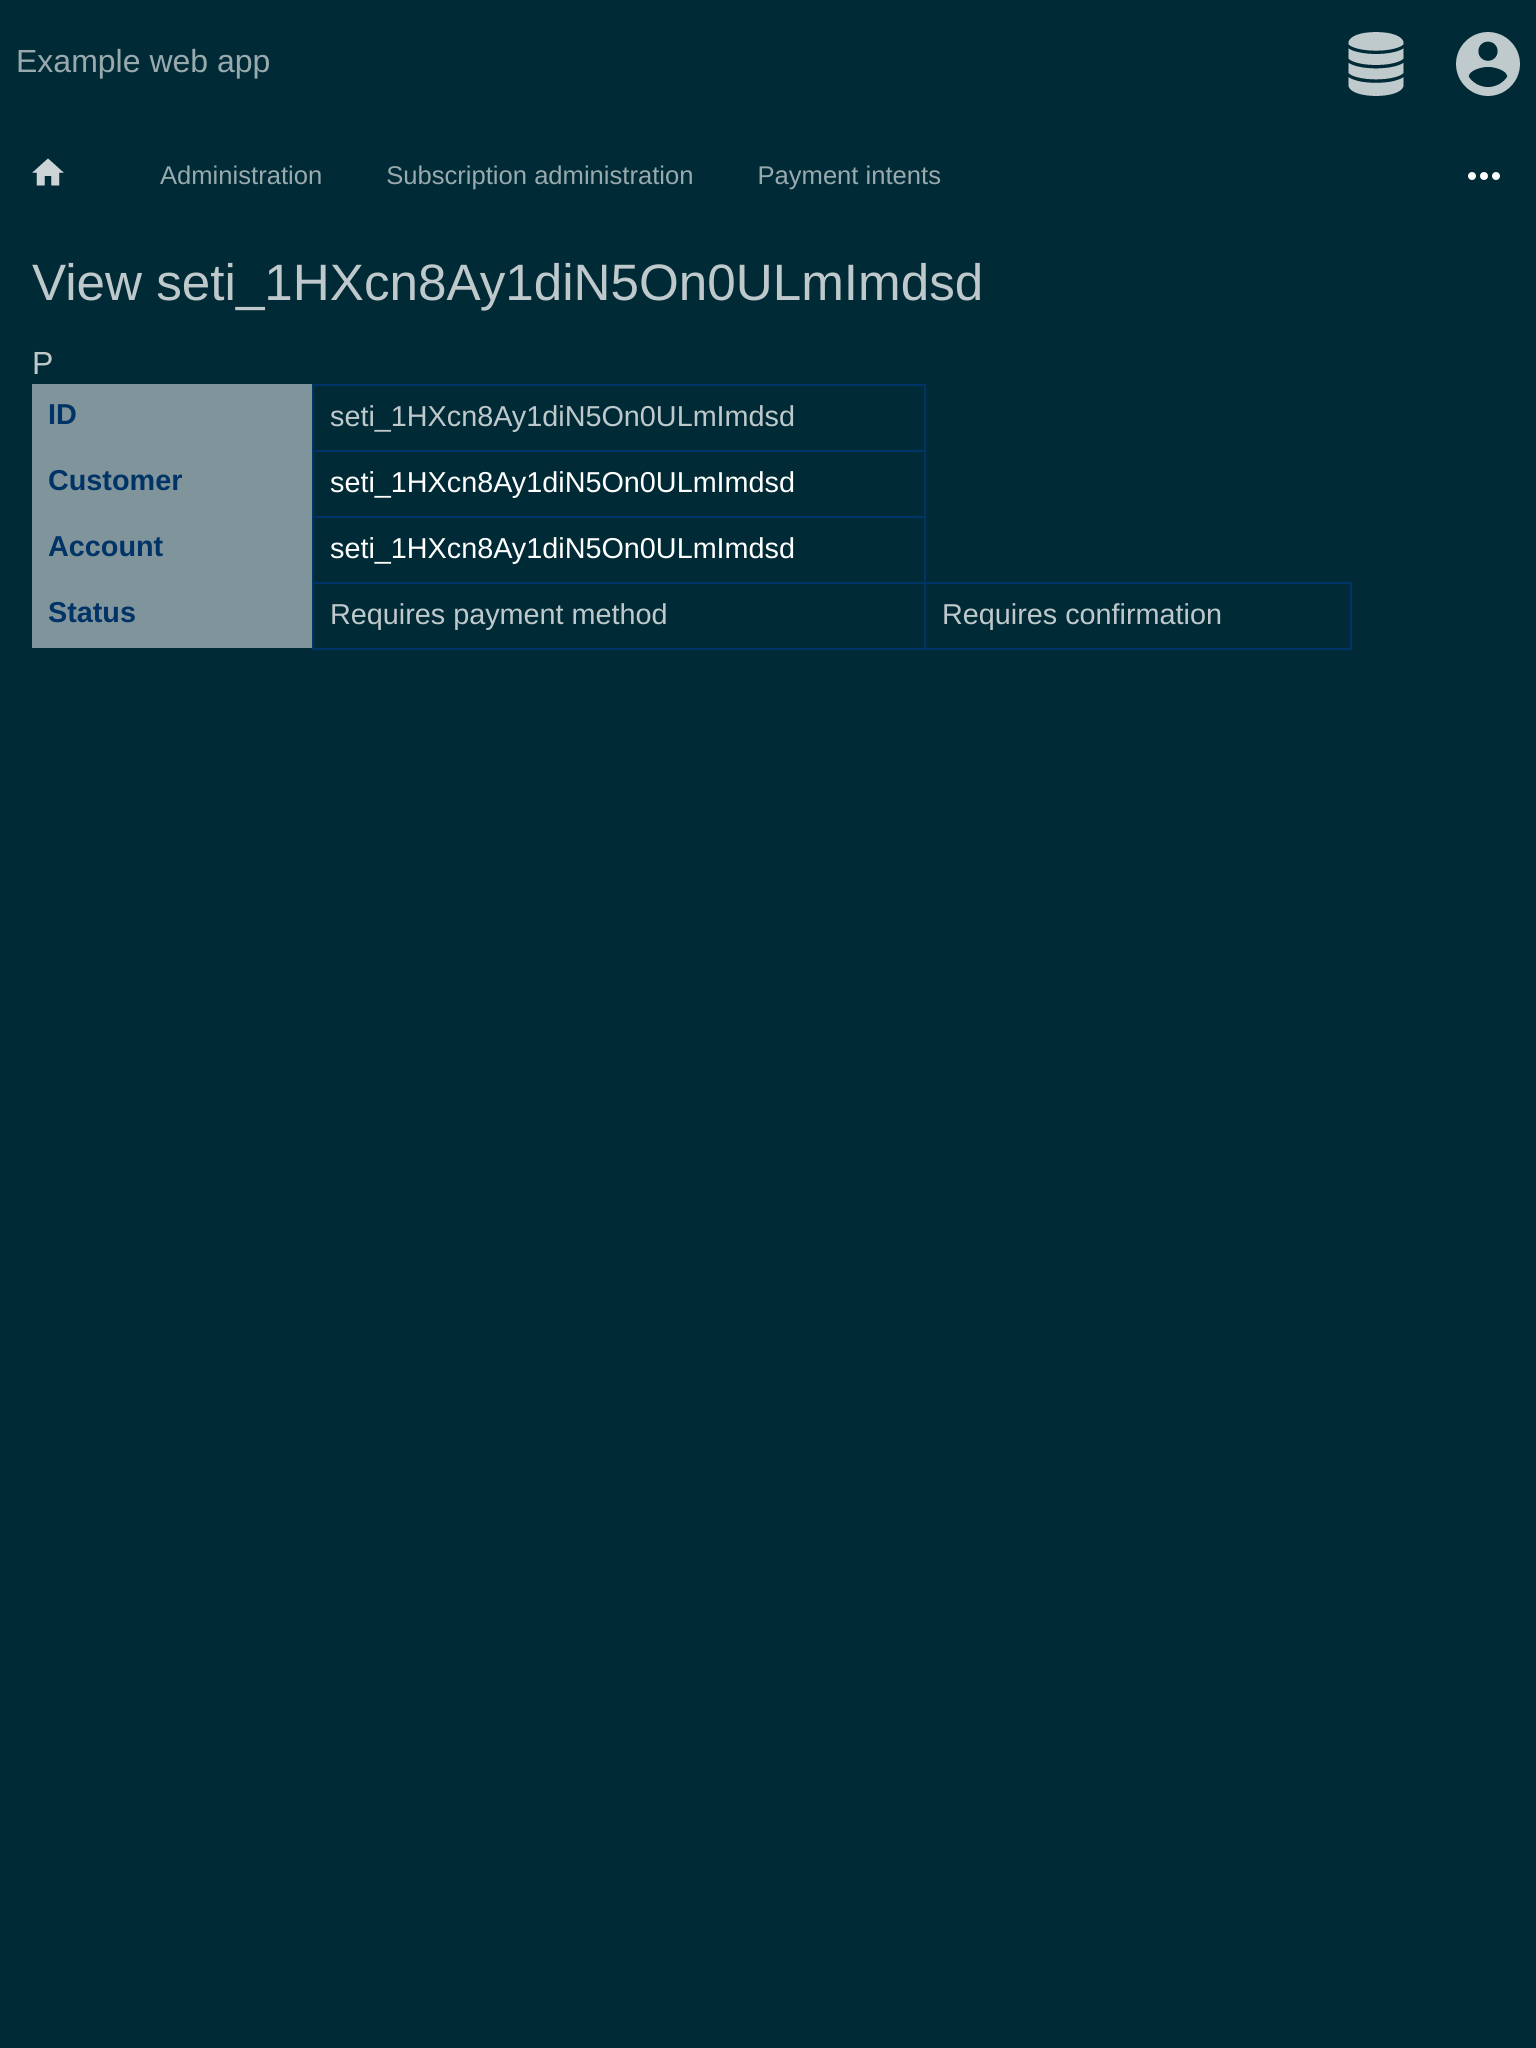 Example web app
Administration Subscription administration Payment intents
View seti_1HXcn8Ay1diN5On0ULmImdsd
P
ID seti_1HXcn8Ay1diN5On0ULmImdsd
Customer seti_1HXcn8Ay1diN5On0ULmImdsd
Account seti_1HXcn8Ay1diN5On0ULmImdsd
Status Requires payment method Requires confirmation